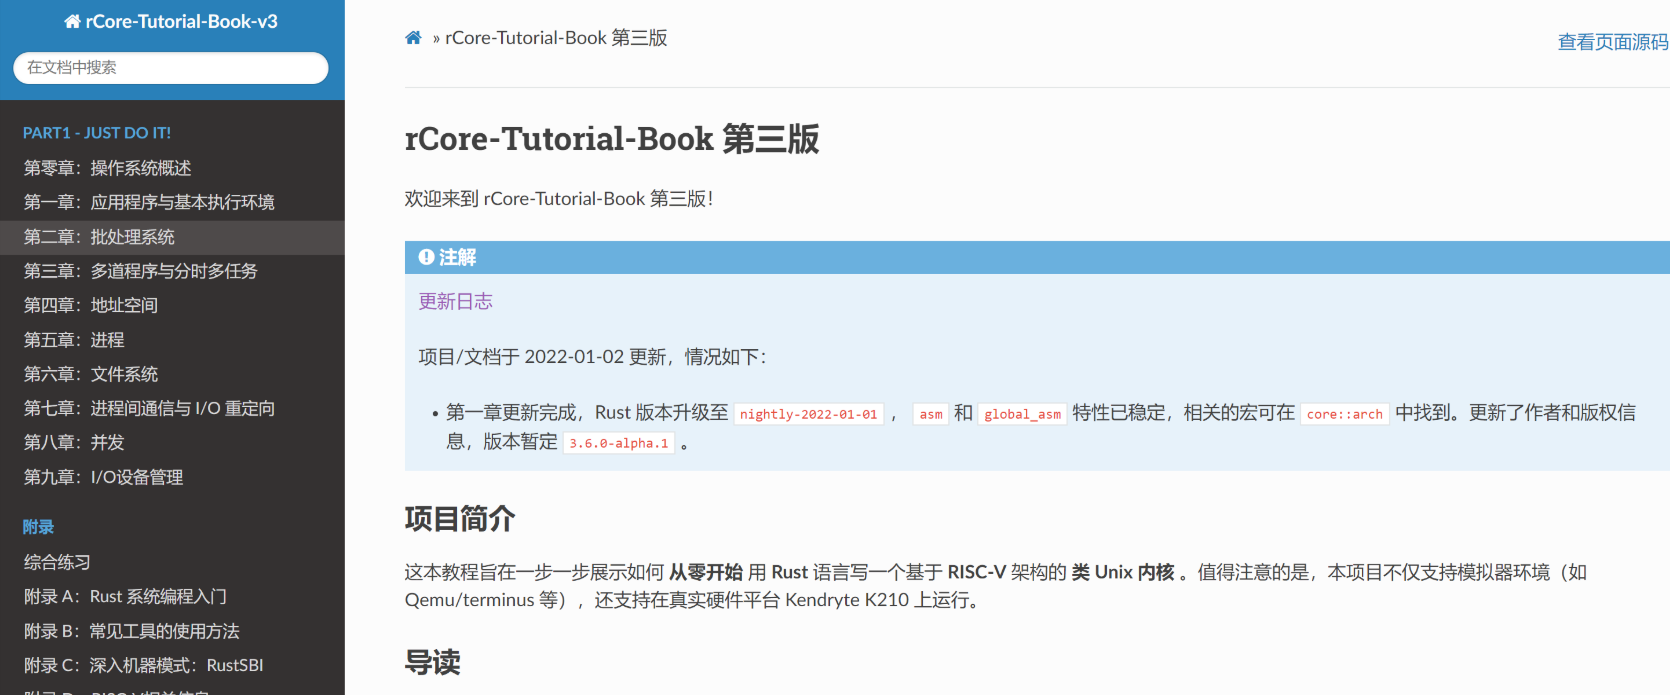 rCore-Tutorial-Book-v3
在文档中搜索
PART1 - JUST DO IT!
第零章：操作系统概述
第一章：应用程序与基本执行环境
第二章：批处理系统
第三章：多道程序与分时多任务
第四章：地址空间
第五章：进程
第六章：文件系统
第七章：进程间通信与 I/O 重定向
第八章：并发
第九章：I/O设备管理
附录
综合练习
附录 A：Rust 系统编程入门
附录 B：常见工具的使用方法
附录 C：深入机器模式：RustSBI
» rCore-Tutorial-Book 第三版
查看页面源码
rCore-Tutorial-Book 第三版
欢迎来到 rCore-Tutorial-Book 第三版！
注解
更新日志
项目/文档于 2022-01-02 更新，情况如下：
• 第一章更新完成，Rust 版本升级至 nightly-2022-01-01 ， asm 和 global_asm 特性已稳定，相关的宏可在 core::arch 中找到。更新了作者和版权信
息，版本暂定 3.6.0-alpha.1 。
项目简介
这本教程旨在一步一步展示如何 从零开始 用 Rust 语言写一个基于 RISC-V 架构的 类 Unix 内核 。值得注意的是，本项目不仅支持模拟器环境（如
Qemu/terminus 等），还支持在真实硬件平台 Kendryte K210 上运行。
导读